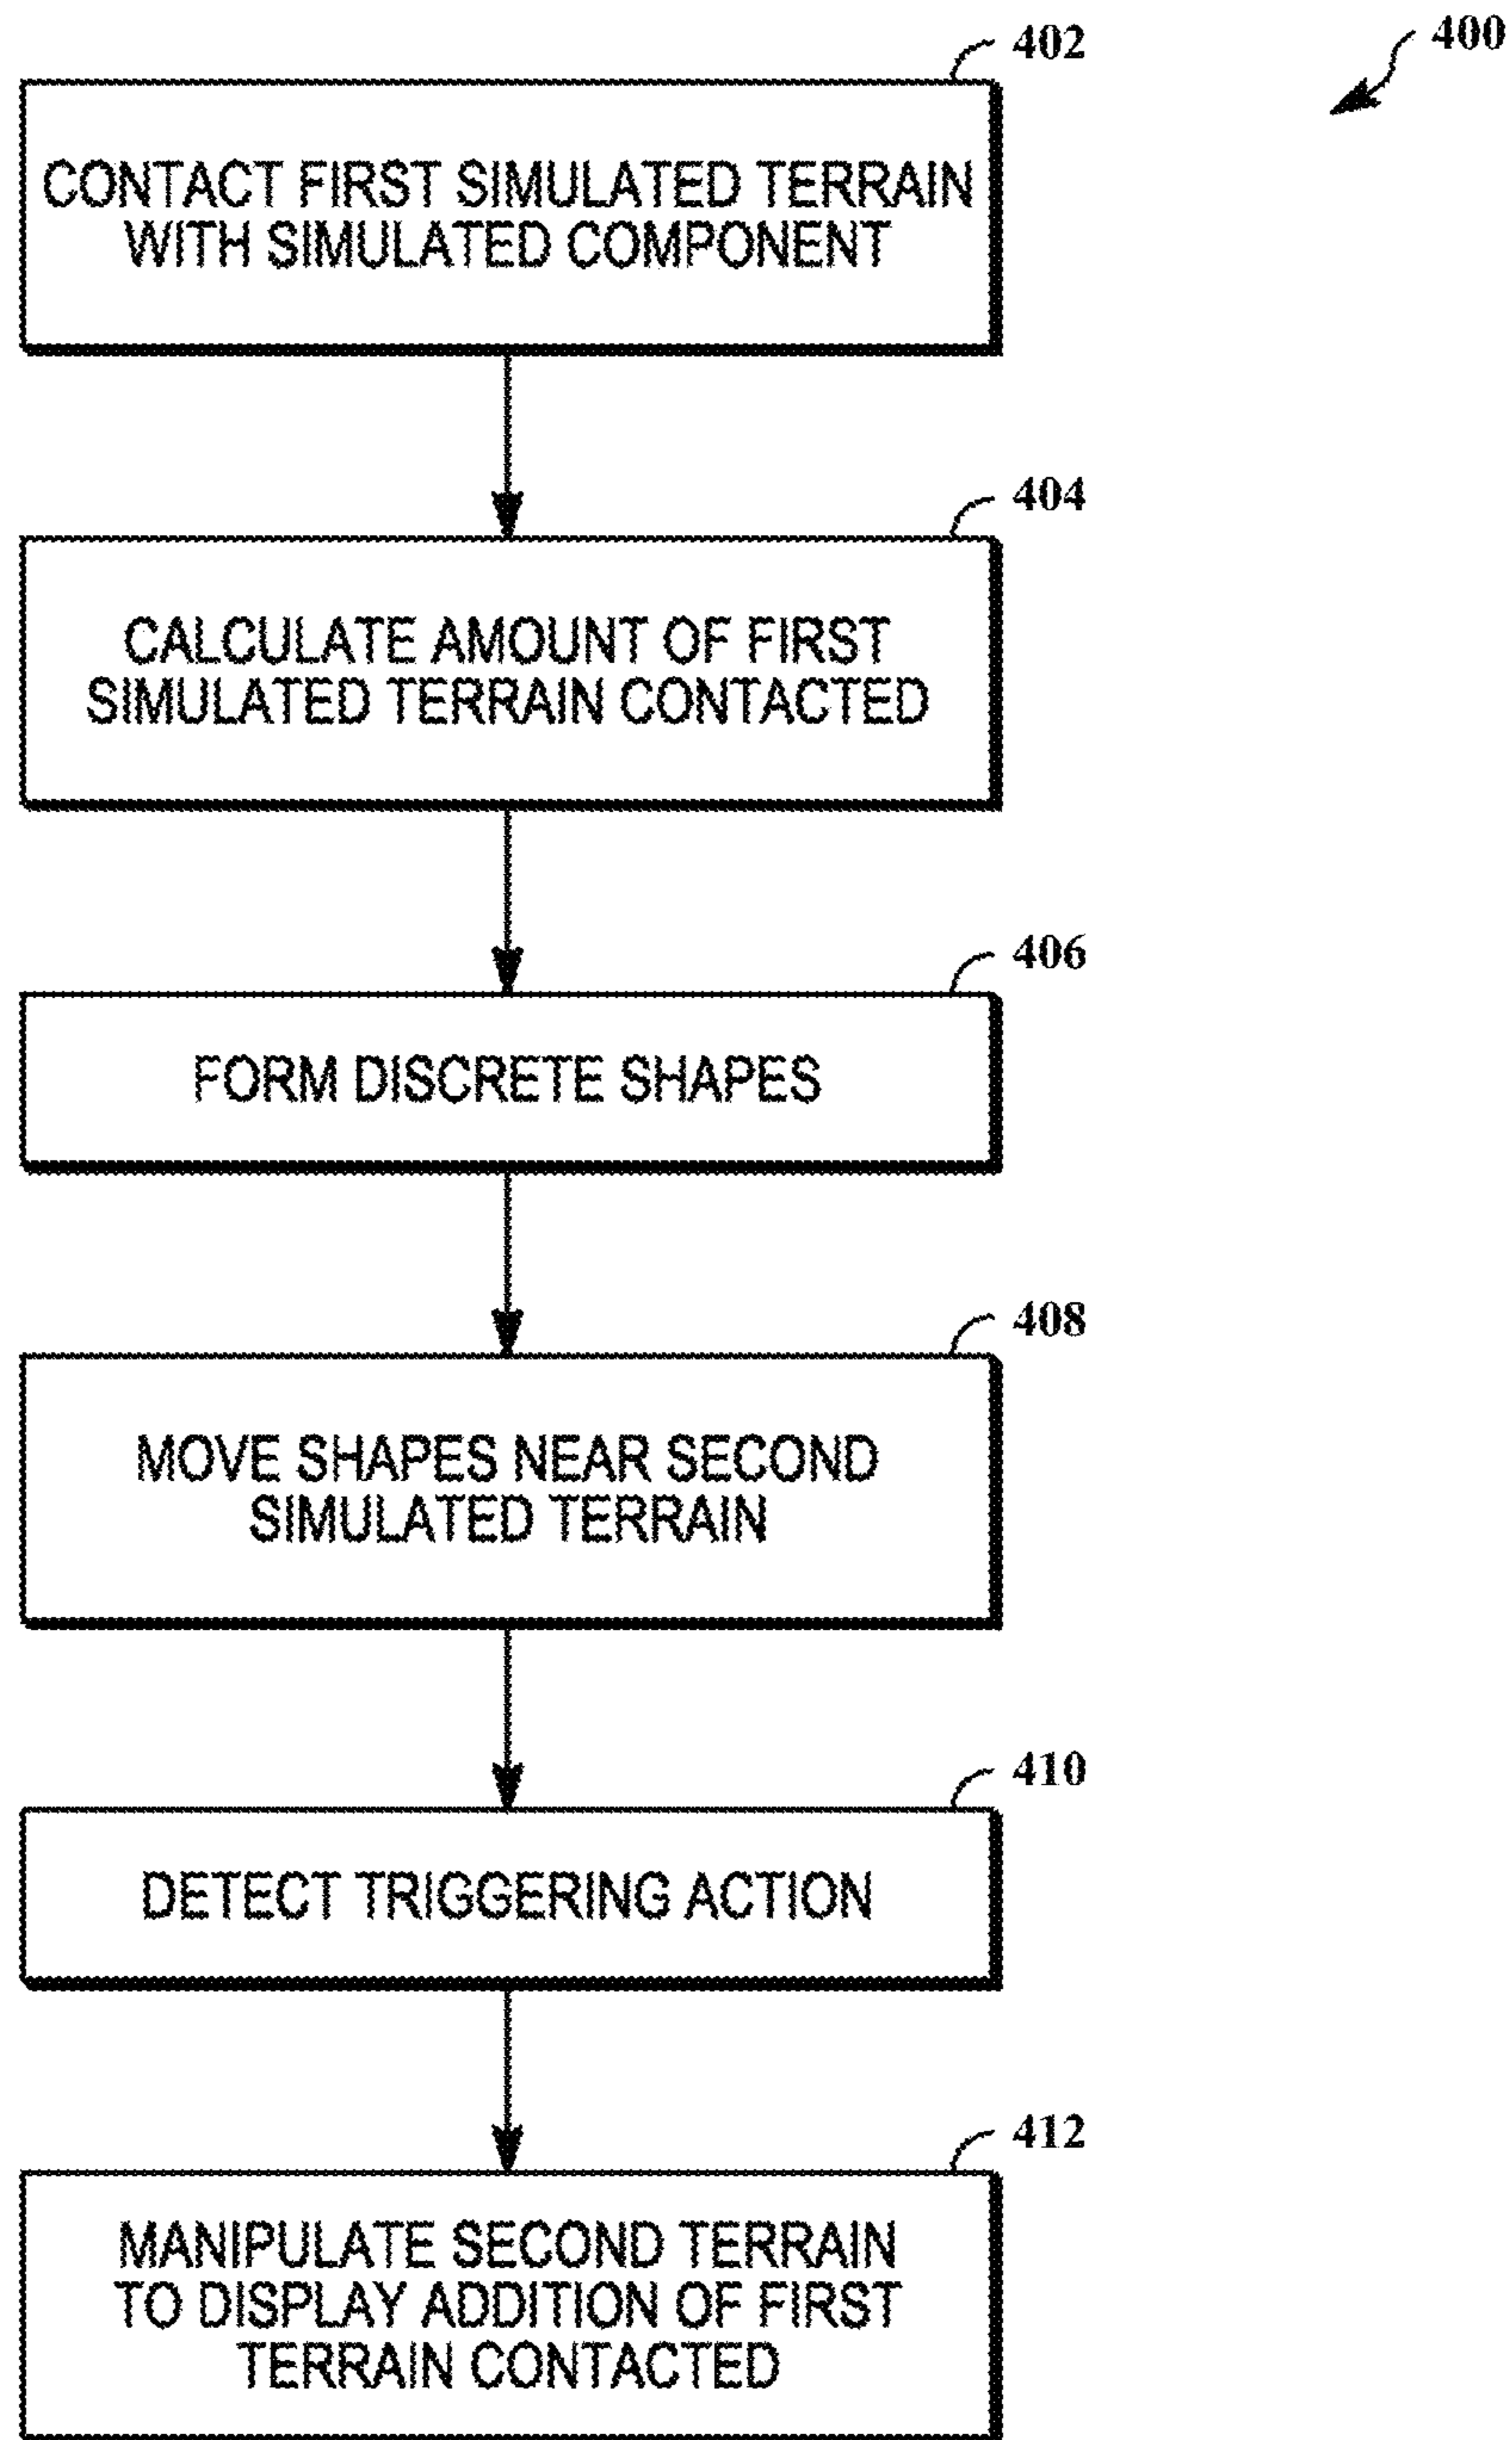 400
402
CONTACT FIRST SIMULATED TERRAIN
WITH SIMULATED COMPONENT
404
CALCULATE AMOUNT OF FIRST
SIMULATED TERRAIN CONTACTED
406
FORM DISCRETE SHAPES
408
MOVE SHAPES NEAR SECOND
SIMULATED TERRAIN
410
DETECT TRIGGERING ACTION
412
MANIPULATE SECOND TERRAIN
TO DISPLAY ADDITION OF FIRST
TERRAIN CONTACTED